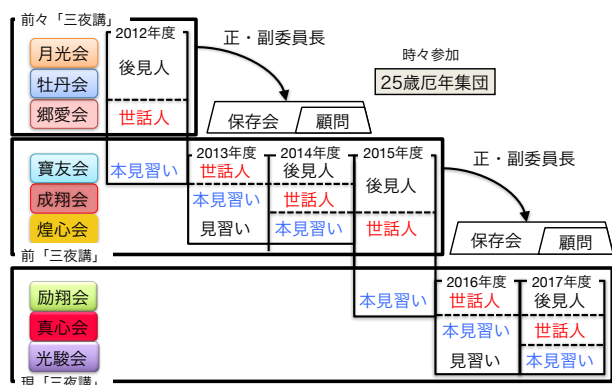 前々「三夜講」
2012年度
正・副委員長
時々参加
月光会
後見人
25歳厄年集団
牡丹会
郷愛会
世話人
保存会
顧問
2013年度
2014年度
2015年度
正・副委員長
寶友会
本見習い
世話人
後見人
後見人
成翔会
本見習い
世話人
煌心会
見習い
本見習い
世話人
保存会
顧問
前「三夜講」
2016年度
2017年度
励翔会
本見習い
世話人
後見人
真心会
本見習い
世話人
光駿会
見習い
本見習い
現「三夜講」